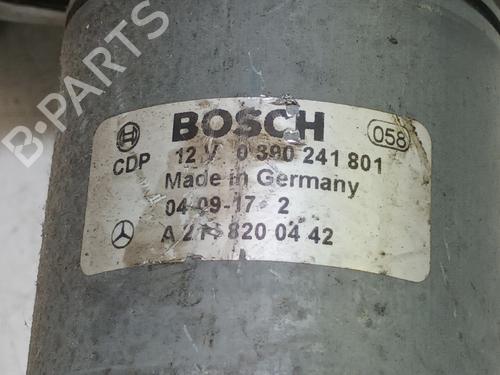 B-PARTS
BOSCH
058
CDP 12 V 0 390 241 801
Made in Germany
04-09-17 2
820 04 42